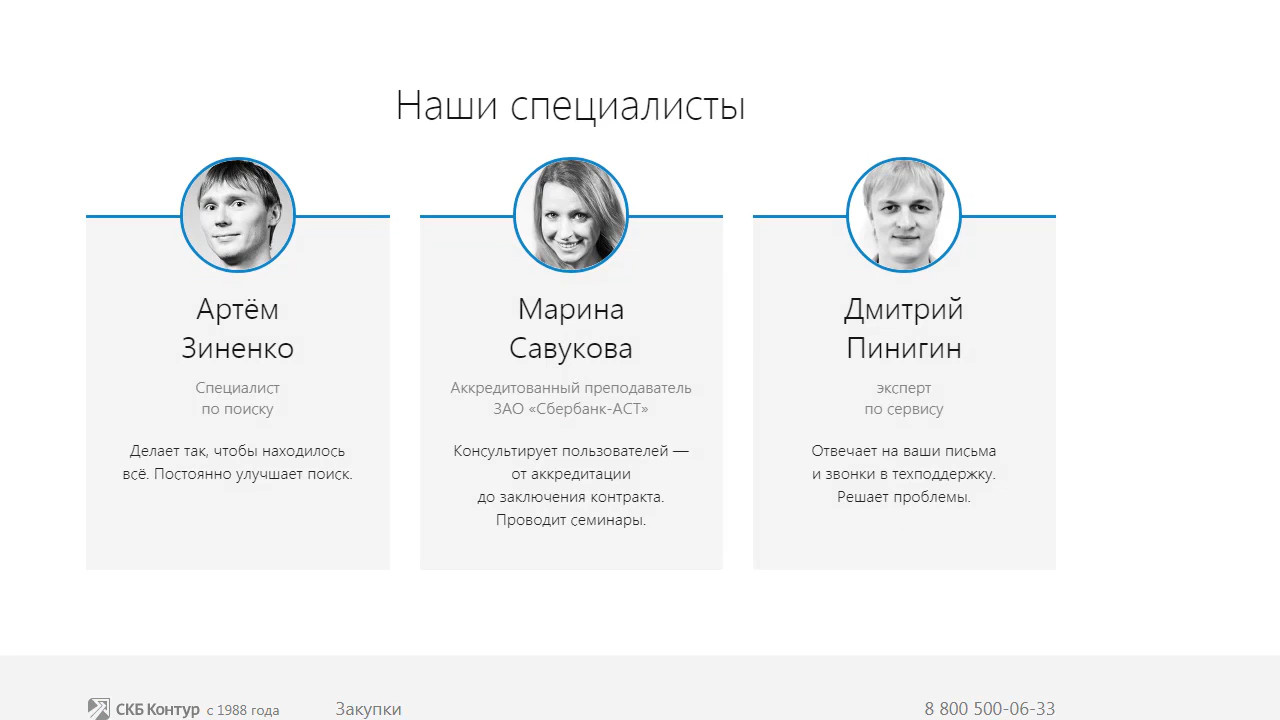 Наши специалисты
Артём
Зиненко
Специалист
по поиску
Делает так, чтобы находилось
всё. Постоянно улучшает поиск.
Марина
Савукова
Аккредитованный преподаватель
ЗАО «Сбербанк-АСТ»
Консультирует пользователей —
от аккредитации
до заключения контракта.
Проводит семинары.
Дмитрий
Пинигин
эксперт
по сервису
Отвечает на ваши письма
и звонки в техподдержку.
Решает проблемы.
СКБ Контур с 1988 года
Закупки
8 800 500-06-33